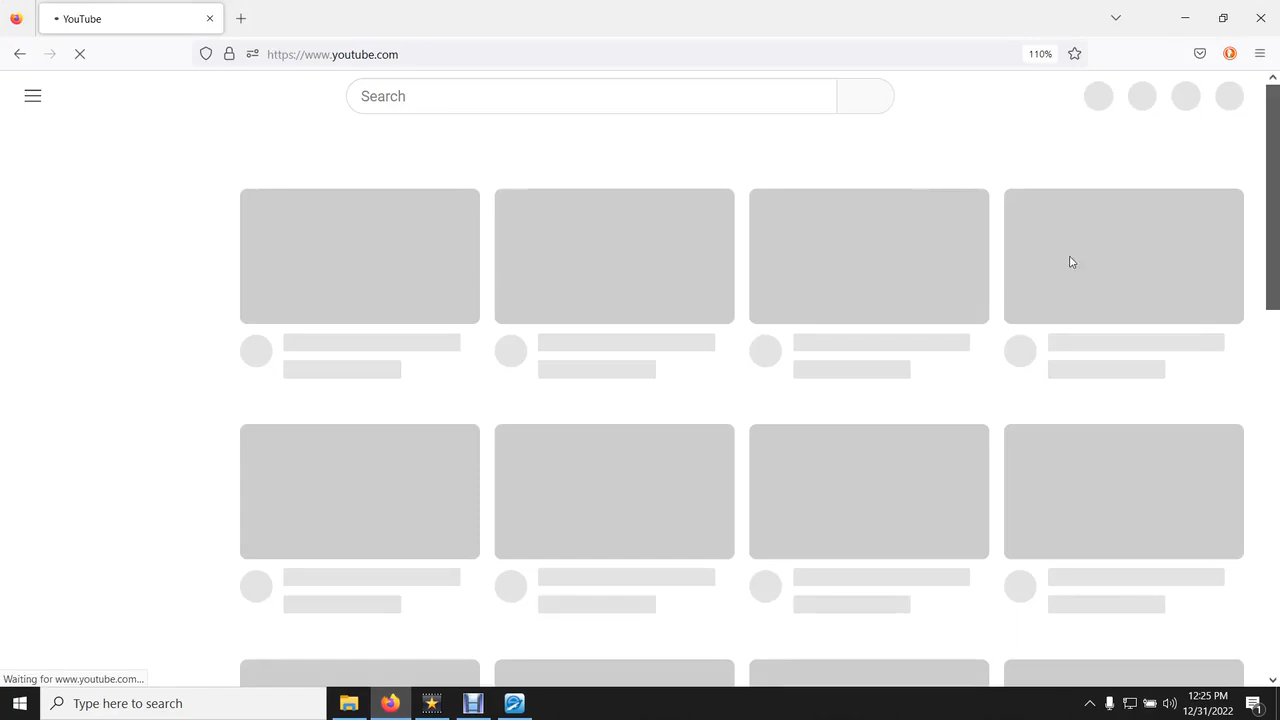 YouTube
https://www.youtube.com
110%
Search
Waiting for www.youtube.com...
Type here to search
12:25 PM
12/31/2022
1